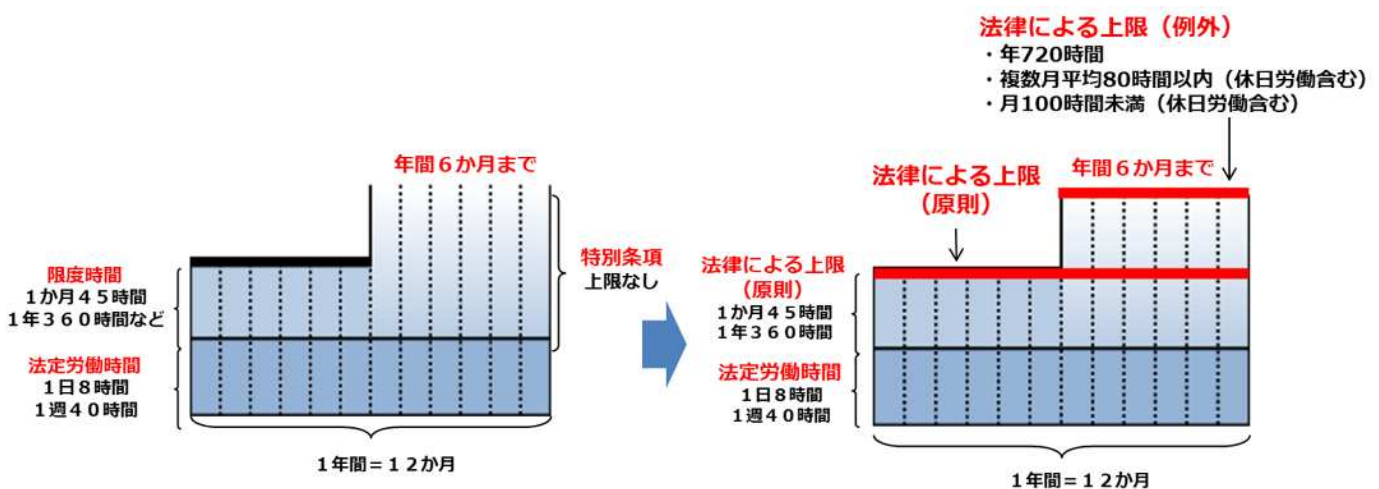 年間６か月まで
限度時間
１か月４５時間
１年３６０時間など
法定労働時間
１日８時間
１週４０時間
特別条項
上限なし
１年間＝１２か月
法律による上限（例外）
・年720時間
・複数月平均80時間以内（休日労働含む）
・月100時間未満（休日労働含む）
年間６か月まで
法律による上限
（原則）
法律による上限
（原則）
１か月４５時間
１年３６０時間
法定労働時間
１日８時間
１週４０時間
１年間＝１２か月